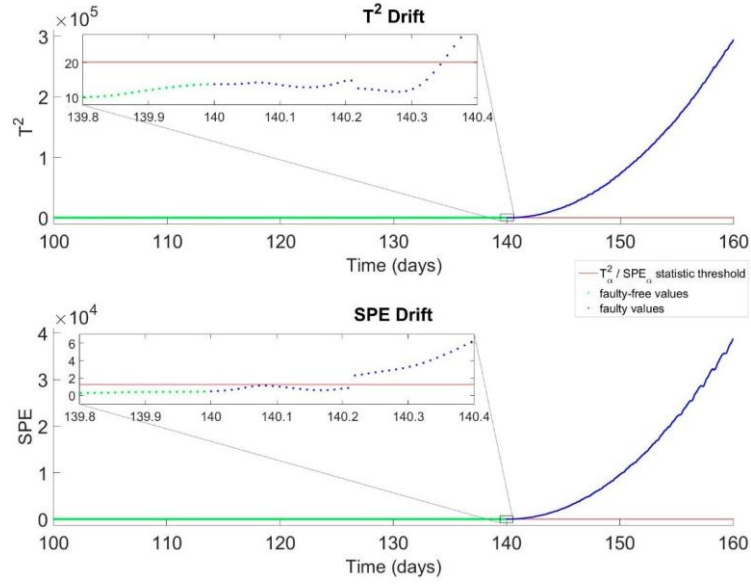 T² Drift
×10⁵
3
2
1
0
T²
20
10
139.8 139.9 140 140.1 140.2 140.3 140.4
100 110 120 130 140 150 160
Time (days)
T²α / SPEα statistic threshold
faulty-free values
faulty values
SPE Drift
×10⁴
4
3
2
1
0
SPE
6
4
2
0
139.8 139.9 140 140.1 140.2 140.3 140.4
100 110 120 130 140 150 160
Time (days)